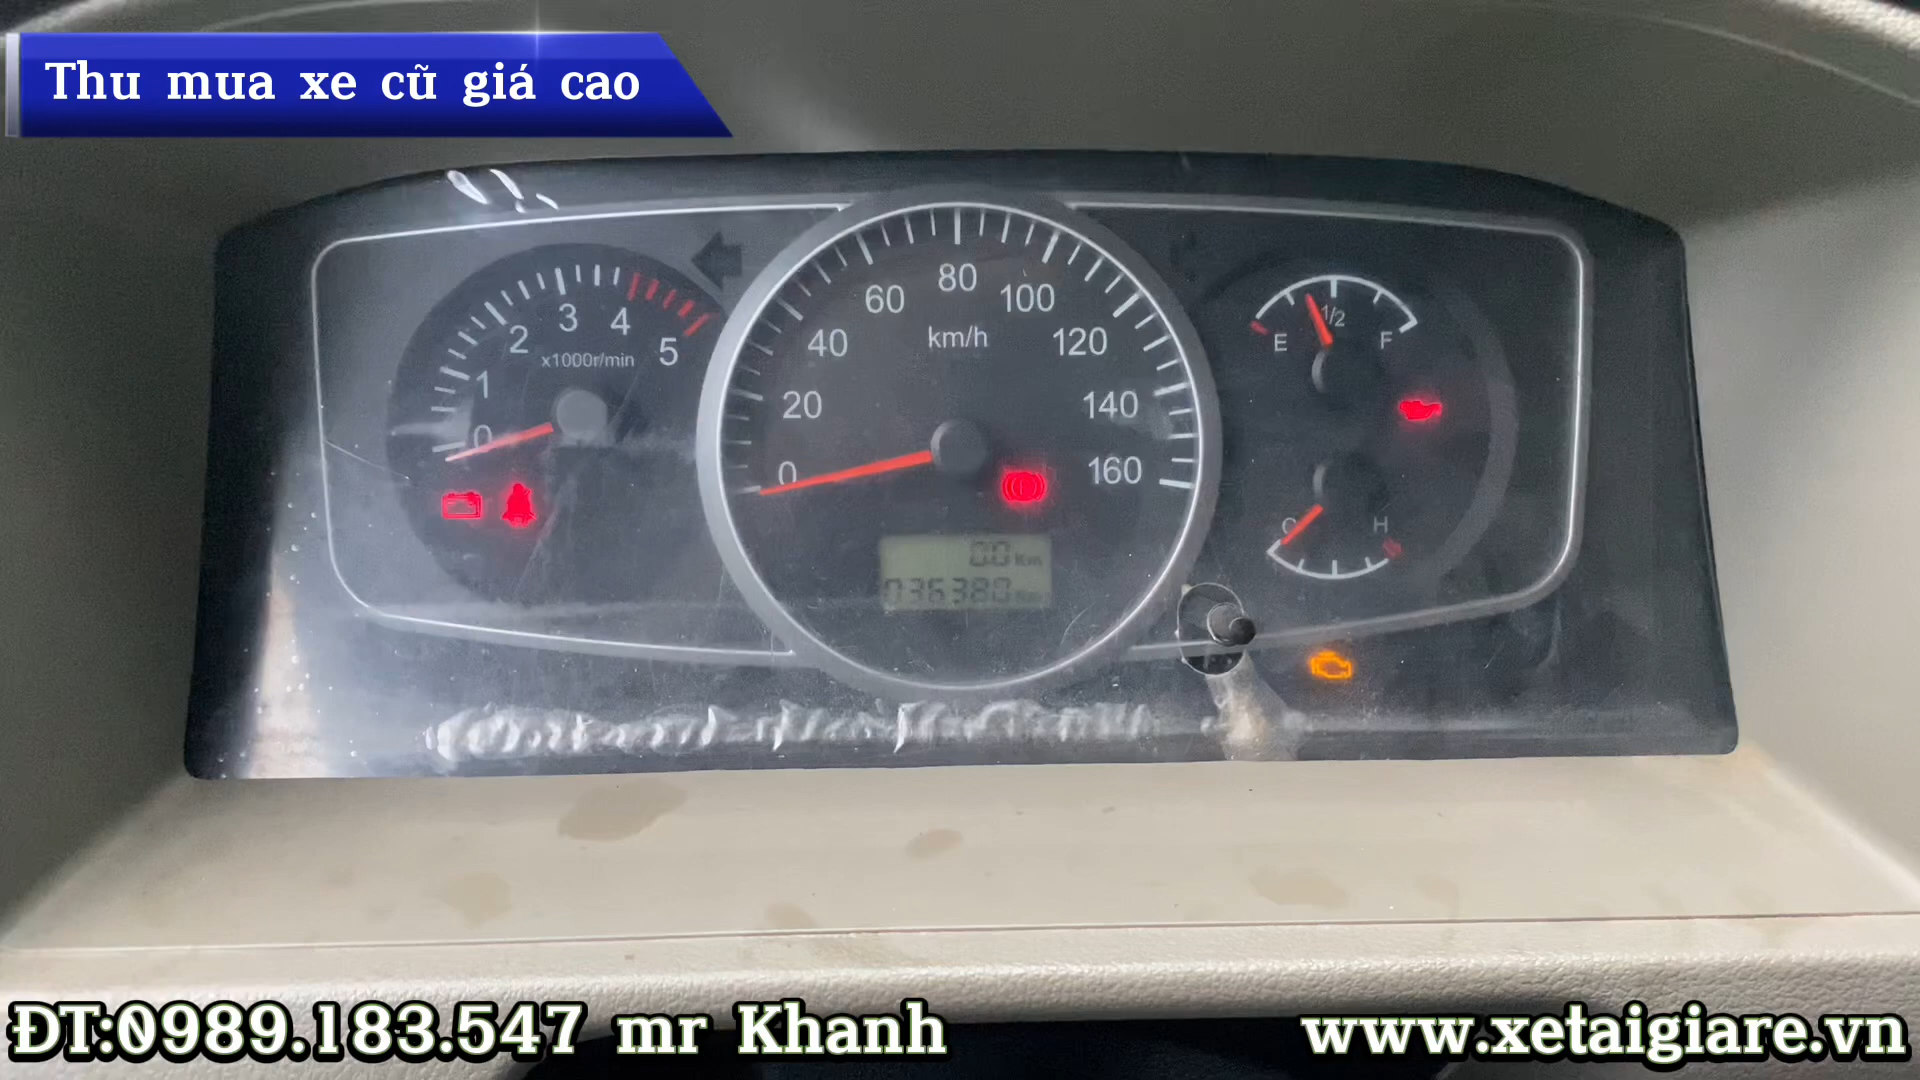 Thu mua xe cũ giá cao
0 1 2 3 4 5
x1000r/min
0 20 40 60 80 100 120 140 160
km/h
E 1/2 F
C H
0.0 Km
036380 Km
ĐT:0989.183.547 mr Khanh
www.xetaigiare.vn